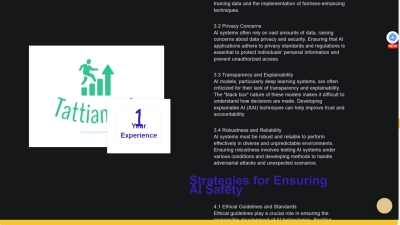 training data and the implementation of fairness-enhancing
techniques.
3.2 Privacy Concerns
AI systems often rely on vast amounts of data, raising
concerns about data privacy and security. Ensuring that AI
applications adhere to privacy standards and regulations is
essential to protect individuals' personal information and
prevent unauthorized access.
3.3 Transparency and Explainability
AI models, particularly deep learning systems, are often
criticized for their lack of transparency and explainability.
The "black box" nature of these models makes it difficult to
understand how decisions are made. Developing
explainable AI (XAI) techniques can help improve trust and
accountability.
3.4 Robustness and Reliability
AI systems must be robust and reliable to perform
effectively in diverse and unpredictable environments.
Ensuring robustness involves testing AI systems under
various conditions and developing methods to handle
adversarial attacks and unexpected scenarios.
Strategies for Ensuring
AI Safety
4.1 Ethical Guidelines and Standards
Ethical guidelines play a crucial role in ensuring the
Tattian
1
Year
Experience
NEW